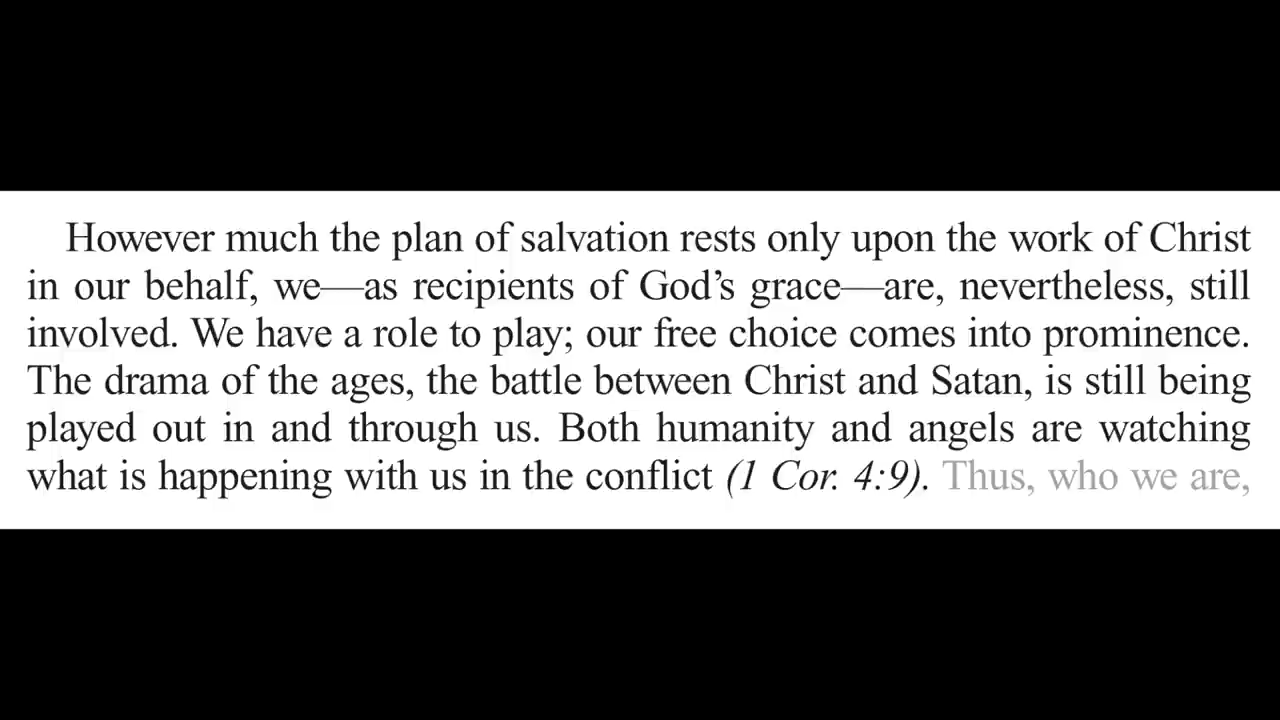 However much the plan of salvation rests only upon the work of Christ
in our behalf, we—as recipients of God’s grace—are, nevertheless, still
involved. We have a role to play; our free choice comes into prominence.
The drama of the ages, the battle between Christ and Satan, is still being
played out in and through us. Both humanity and angels are watching
what is happening with us in the conflict (1 Cor. 4:9). Thus, who we are,